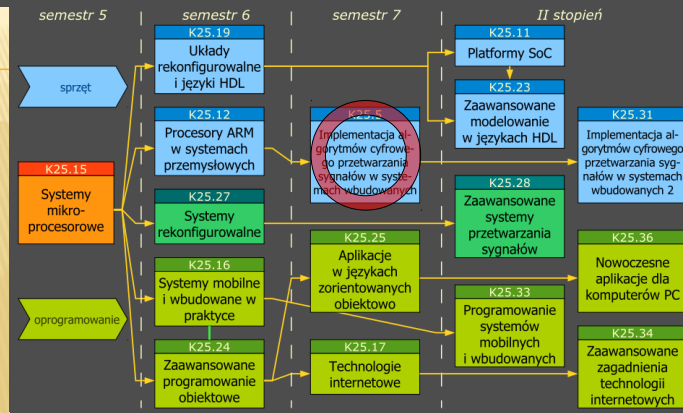 semestr 5
semestr 6
semestr 7
II stopień
sprzęt
oprogramowanie
K25.15
Systemy
mikro-
procesorowe
K25.19
Układy
rekonfigurowalne
i języki HDL
K25.12
Procesory ARM
w systemach
przemysłowych
K25.27
Systemy
rekonfigurowalne
K25.16
Systemy mobilne
i wbudowane w
praktyce
K25.24
Zaawansowane
programowanie
obiektowe
K25.5
Implementacja al-
gorytmów cyfrowe-
go przetwarzania
sygnałów w syste-
mach wbudowanych
K25.25
Aplikacje
w językach
zorientowanych
obiektowo
K25.17
Technologie
internetowe
K25.11
Platformy SoC
K25.23
Zaawansowane
modelowanie
w językach HDL
K25.28
Zaawansowane
systemy
przetwarzania
sygnałów
K25.33
Programowanie
systemów
mobilnych
i wbudowanych
K25.31
Implementacja al-
gorytmów cyfrowego
przetwarzania syg-
nałów w systemach
wbudowanych 2
K25.36
Nowoczesne
aplikacje dla
komputerów PC
K25.34
Zaawansowane
zagadnienia
technologii
internetowych